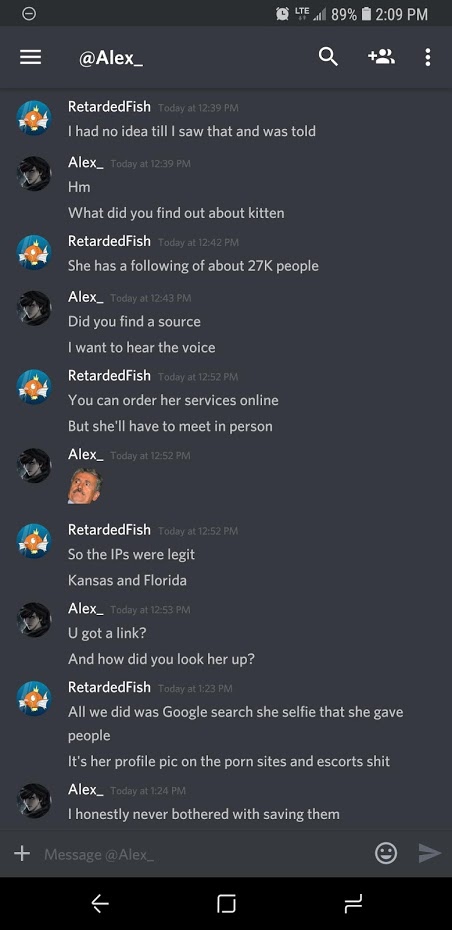 LTE 89% 2:09 PM
@Alex_
RetardedFish Today at 12:39 PM
I had no idea till I saw that and was told
Alex_ Today at 12:39 PM
Hm
What did you find out about kitten
RetardedFish Today at 12:42 PM
She has a following of about 27K people
Alex_ Today at 12:43 PM
Did you find a source
I want to hear the voice
RetardedFish Today at 12:52 PM
You can order her services online
But she'll have to meet in person
Alex_ Today at 12:52 PM
RetardedFish Today at 12:52 PM
So the IPs were legit
Kansas and Florida
Alex_ Today at 12:53 PM
U got a link?
And how did you look her up?
RetardedFish Today at 1:23 PM
All we did was Google search she selfie that she gave
people
It's her profile pic on the porn sites and escorts shit
Alex_ Today at 1:24 PM
I honestly never bothered with saving them
Message @Alex_